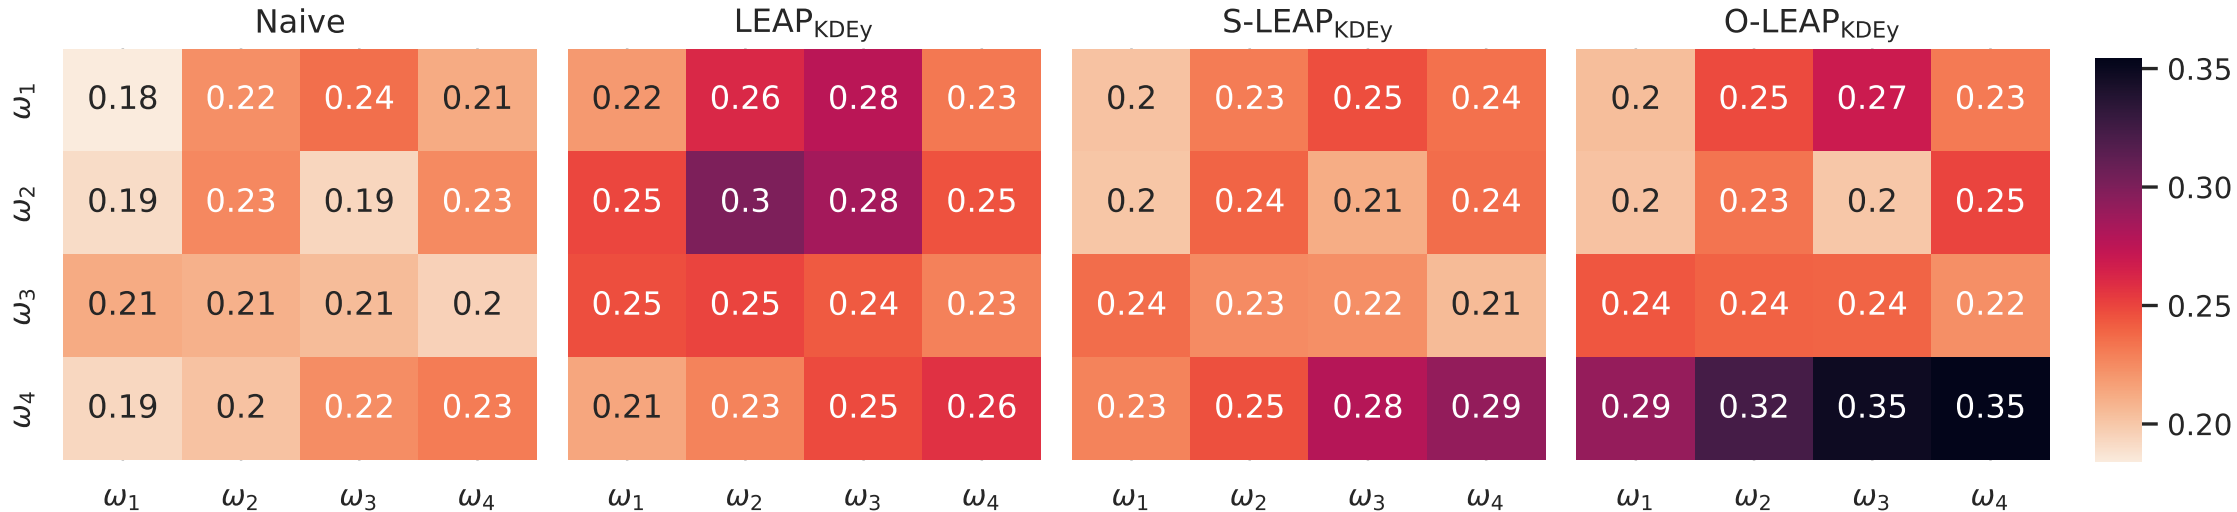 Naive LEAP_KDEy S-LEAP_KDEy O-LEAP_KDEy
ω1 0.18 0.22 0.24 0.21 0.22 0.26 0.28 0.23 0.2 0.23 0.25 0.24 0.2 0.25 0.27 0.23 0.35
ω2 0.19 0.23 0.19 0.23 0.25 0.3 0.28 0.25 0.2 0.24 0.21 0.24 0.2 0.23 0.2 0.25 0.30
ω3 0.21 0.21 0.21 0.2 0.25 0.25 0.24 0.23 0.24 0.23 0.22 0.21 0.24 0.24 0.24 0.22 0.25
ω4 0.19 0.2 0.22 0.23 0.21 0.23 0.25 0.26 0.23 0.25 0.28 0.29 0.29 0.32 0.35 0.35 0.20
ω1 ω2 ω3 ω4 ω1 ω2 ω3 ω4 ω1 ω2 ω3 ω4 ω1 ω2 ω3 ω4